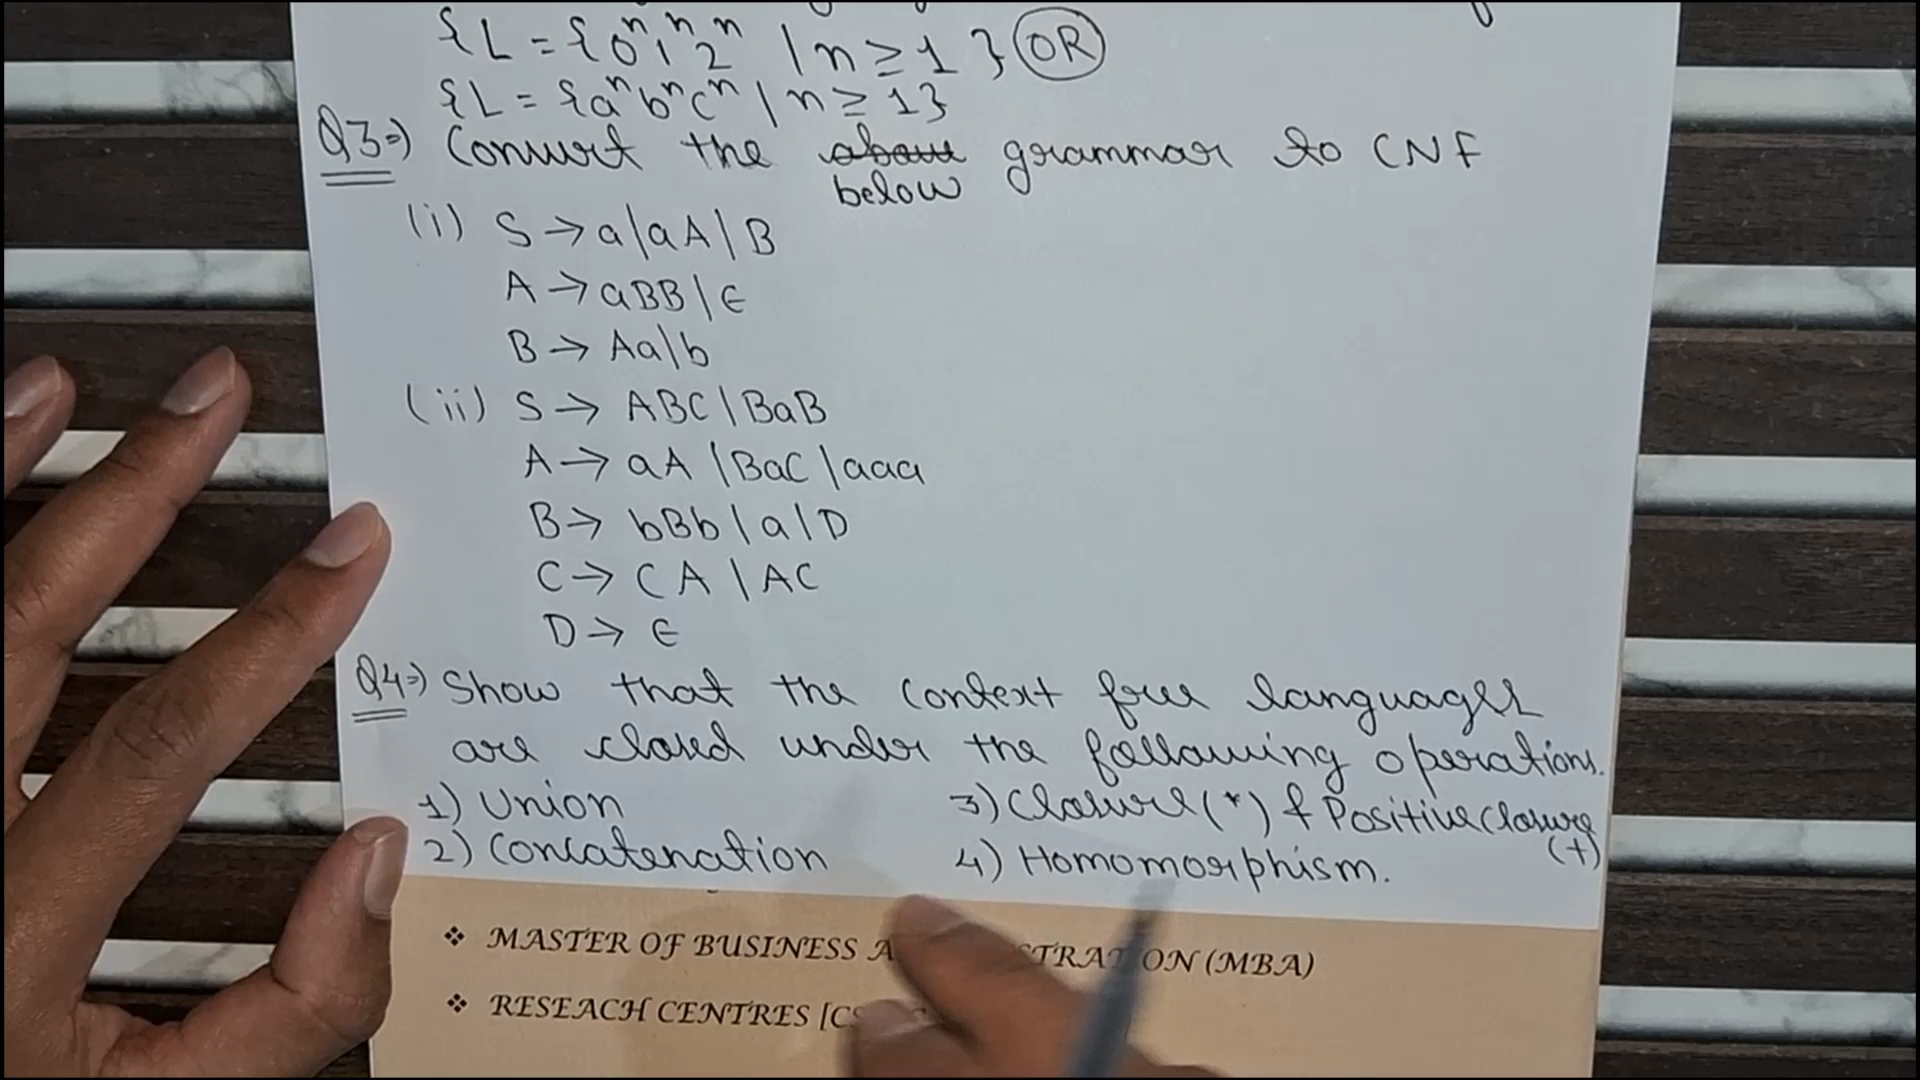 {L = {0ⁿ1ⁿ2ⁿ | n ≥ 1 } OR
{L = {aⁿbⁿcⁿ | n ≥ 1}
Q3⇒) Convert the above grammar to CNF
below
(i) S → a|aA|B
A → aBB|ϵ
B → Aa|b
(ii) S → ABC|BaB
A → aA |BaC |aaa
B → bBb|a|D
C → CA |AC
D → ϵ
Q4⇒) Show that the context free languages
are closed under the following operations.
1) Union 3) Closure (*) & Positive Closure
(+)
2) Concatenation 4) Homomorphism.
❖ MASTER OF BUSINESS (MBA)
❖ RESEACH CENTRES